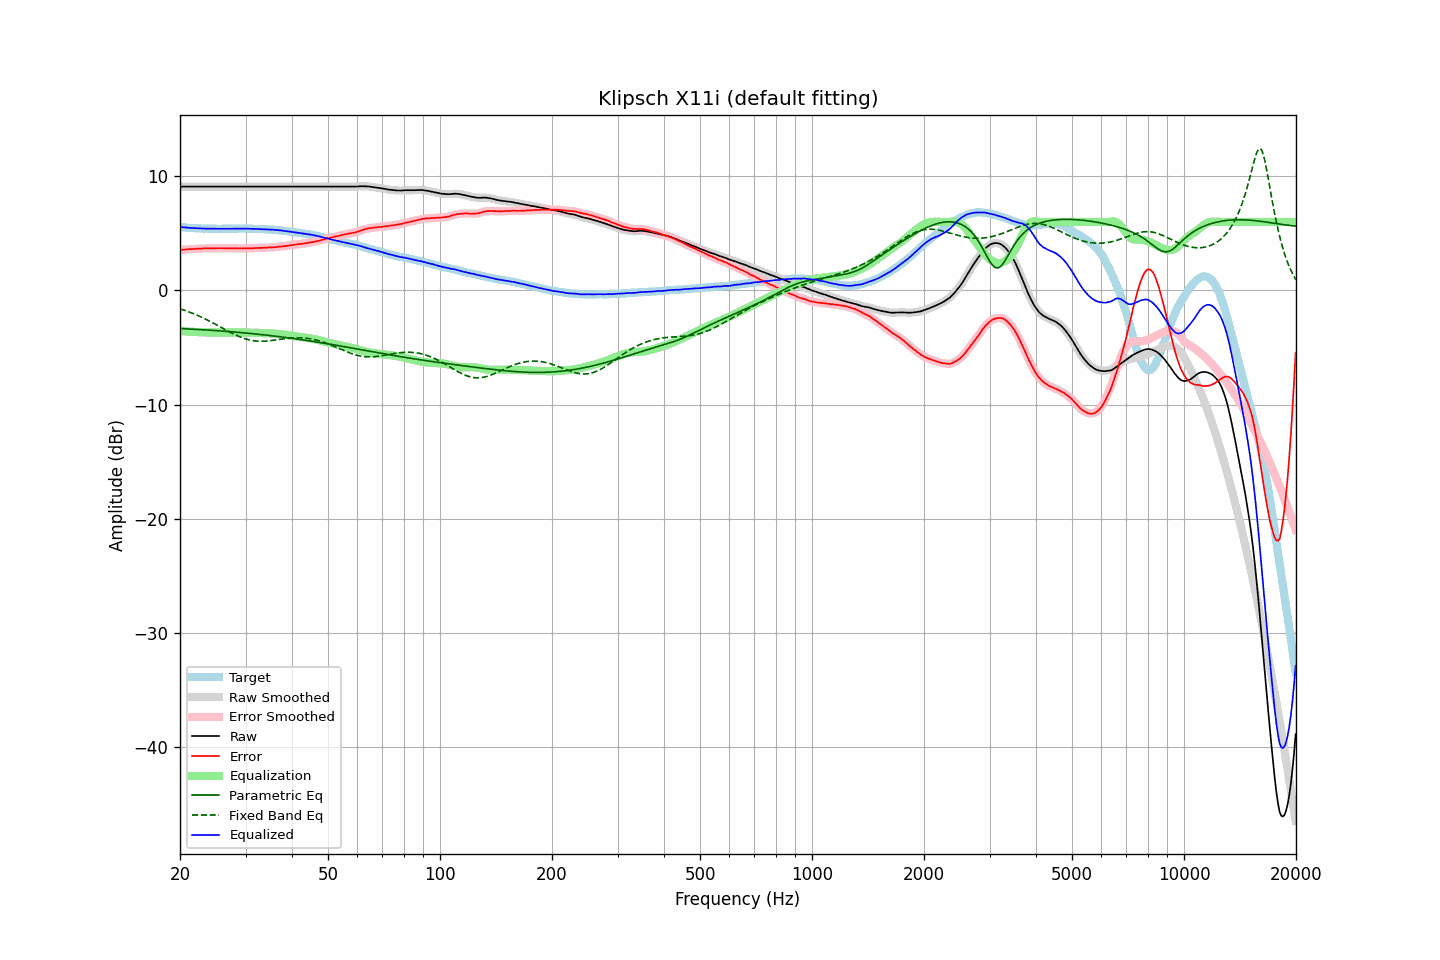 Klipsch X11i (default fitting)
10
0
−10
−20
−30
−40
Amplitude (dBr)
Target
Raw Smoothed
Error Smoothed
Raw
Error
Equalization
Parametric Eq
Fixed Band Eq
Equalized
20 50 100 200 500 1000 2000 5000 10000 20000
Frequency (Hz)